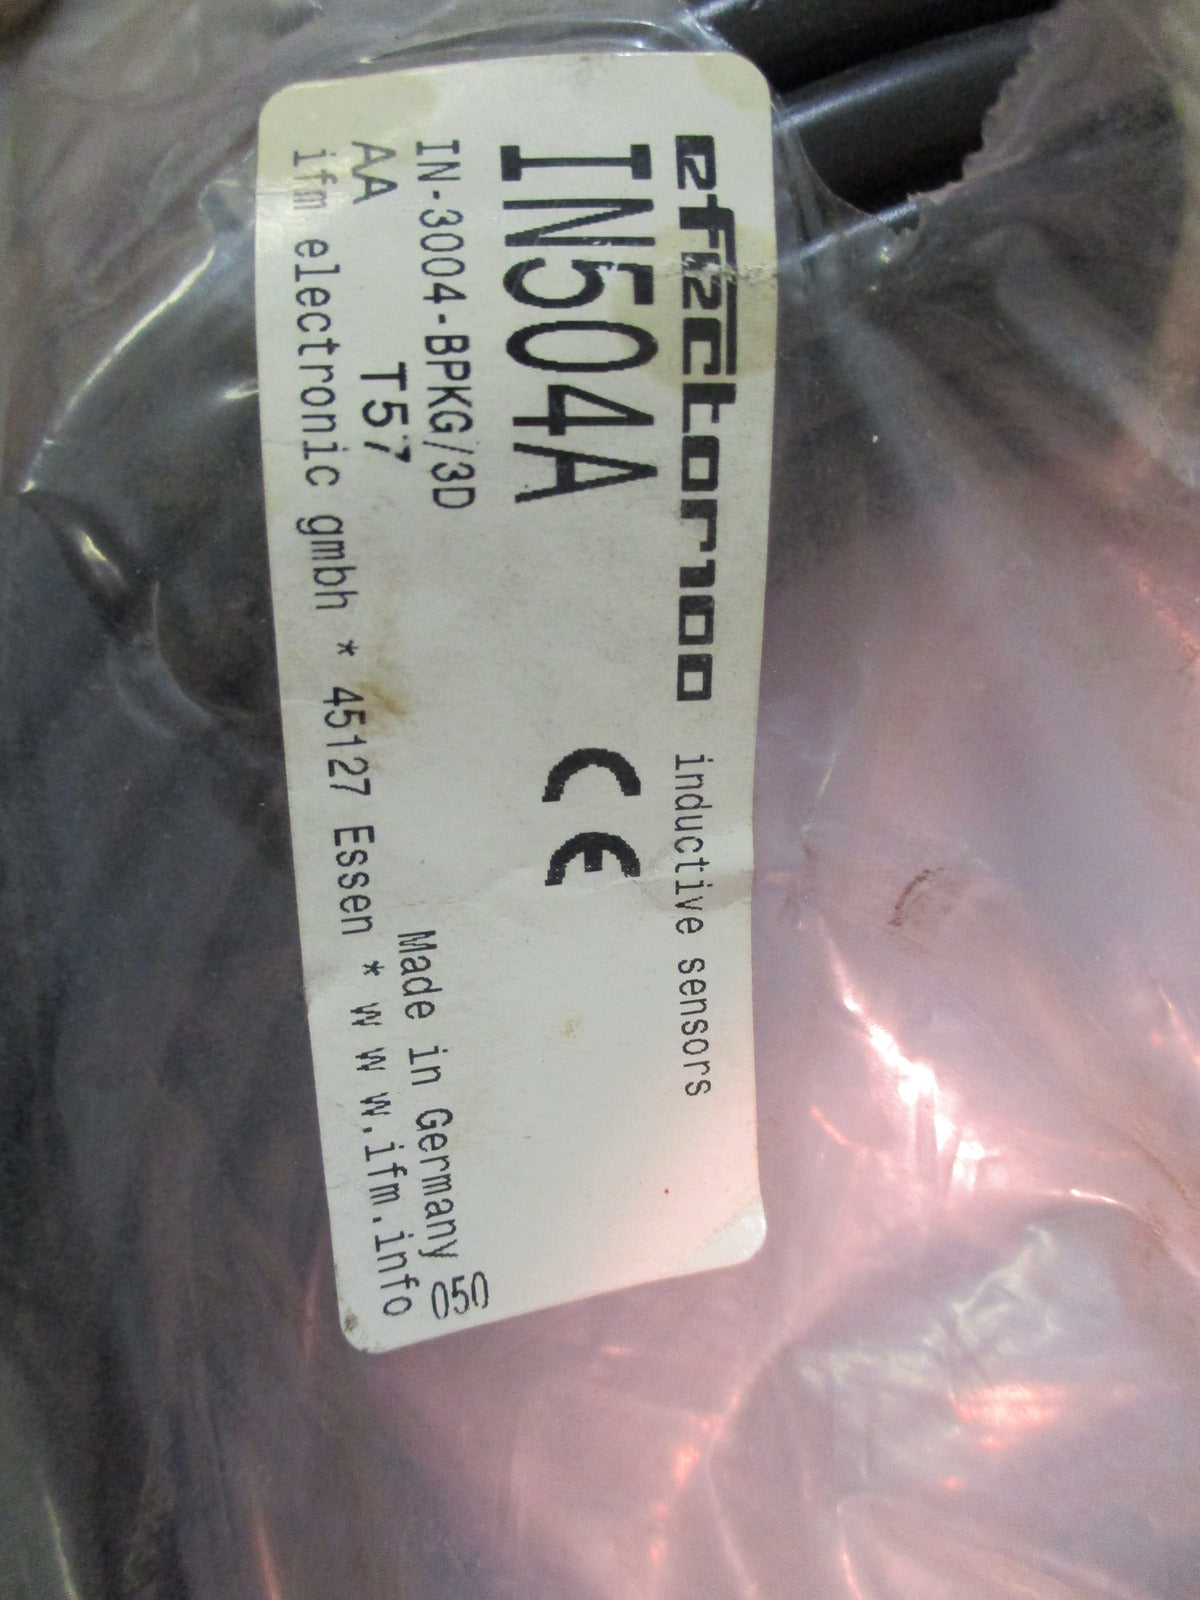 efector100 inductive sensors
IN504A CE
IN-3004-BPKG/3D
AA T57 Made in Germany 050
ifm electronic gmbh * 45127 Essen * www.ifm.info